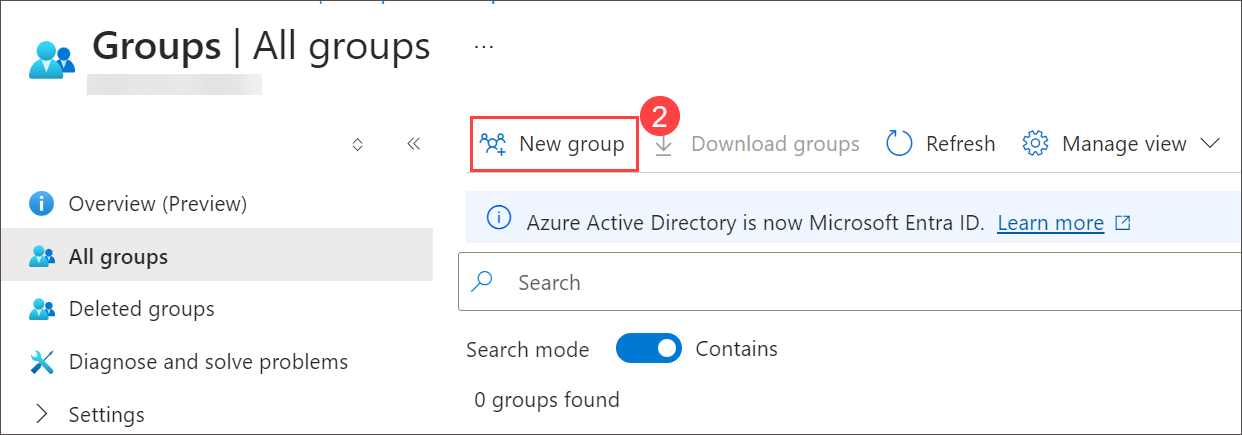 Groups | All groups ...
2
New group Download groups Refresh Manage view
Overview (Preview)
Azure Active Directory is now Microsoft Entra ID. Learn more
All groups
Search
Deleted groups
Search mode Contains
Diagnose and solve problems
0 groups found
Settings